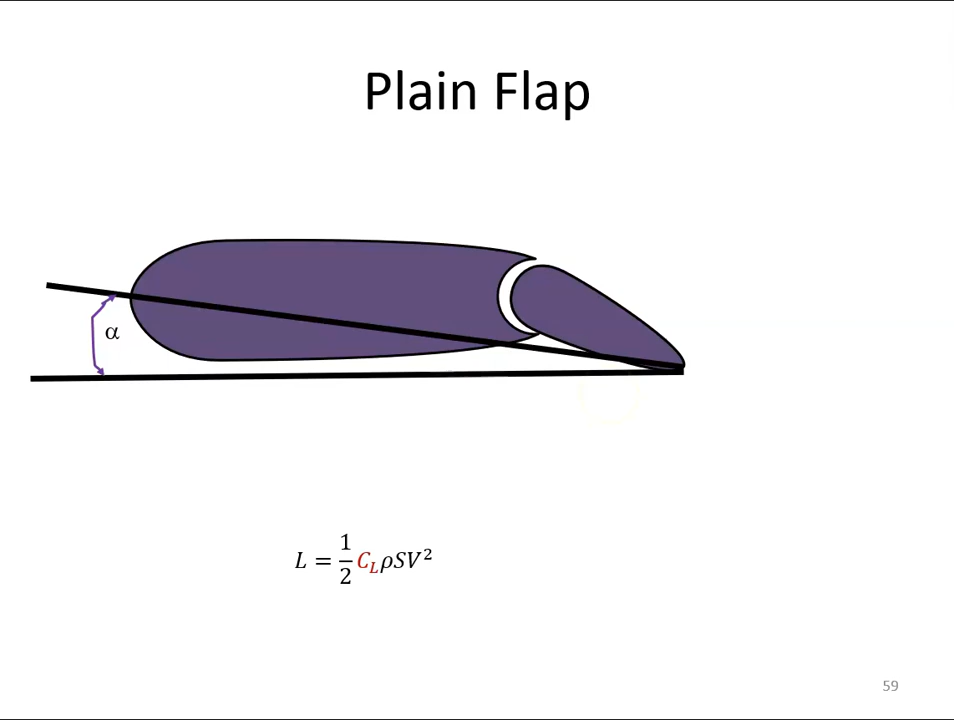 Plain Flap
α
L = 1/2 C_L ρSV²
59